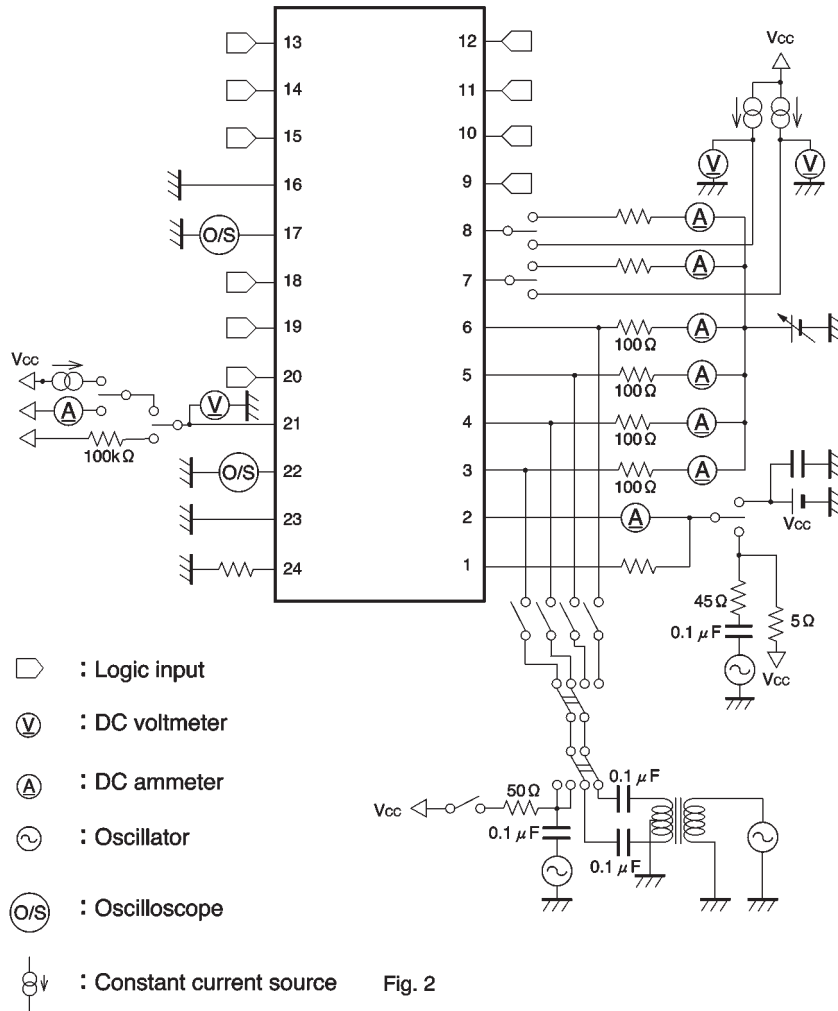 13 12
Vcc
14 11
15 10
16 9
V V
8 A
O/S 17
A
18 7
19 6 A
100Ω
Vcc 20 5 A
100Ω
V
A 21 4 A
100Ω
100kΩ
O/S 22 3 A
100Ω
23 2 A
Vcc
24 1
45Ω
5Ω
0.1 μF
Vcc
: Logic input
V : DC voltmeter
A : DC ammeter
0.1 μF
50Ω
Vcc
: Oscillator
0.1 μF
0.1 μF
O/S : Oscilloscope
: Constant current source Fig. 2